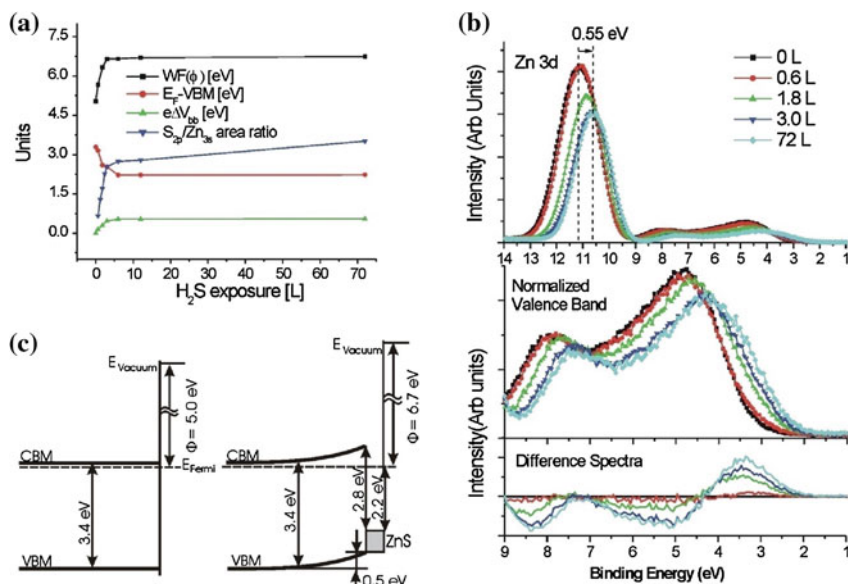 (a)
7.5
6.0
4.5
3.0
1.5
0.0
Units
WF(ϕ) [eV]
E_F-VBM [eV]
eΔV_bb [eV]
S_2p/Zn_3s area ratio
0 10 20 30 40 50 60 70
H₂S exposure [L]
(b)
0.55 eV
Zn 3d
0 L
0.6 L
1.8 L
3.0 L
72 L
Intensity (Arb Units)
14 13 12 11 10 9 8 7 6 5 4 3 2 1
Normalized
Valence Band
Intensity(Arb units)
Difference Spectra
9 8 7 6 5 4 3 2 1
Binding Energy (eV)
(c)
E_Vacuum
Φ = 5.0 eV
CBM
E_Fermi
3.4 eV
VBM
E_Vacuum
Φ = 6.7 eV
CBM
3.4 eV
2.8 eV
2.2 eV
ZnS
VBM
0.5 eV